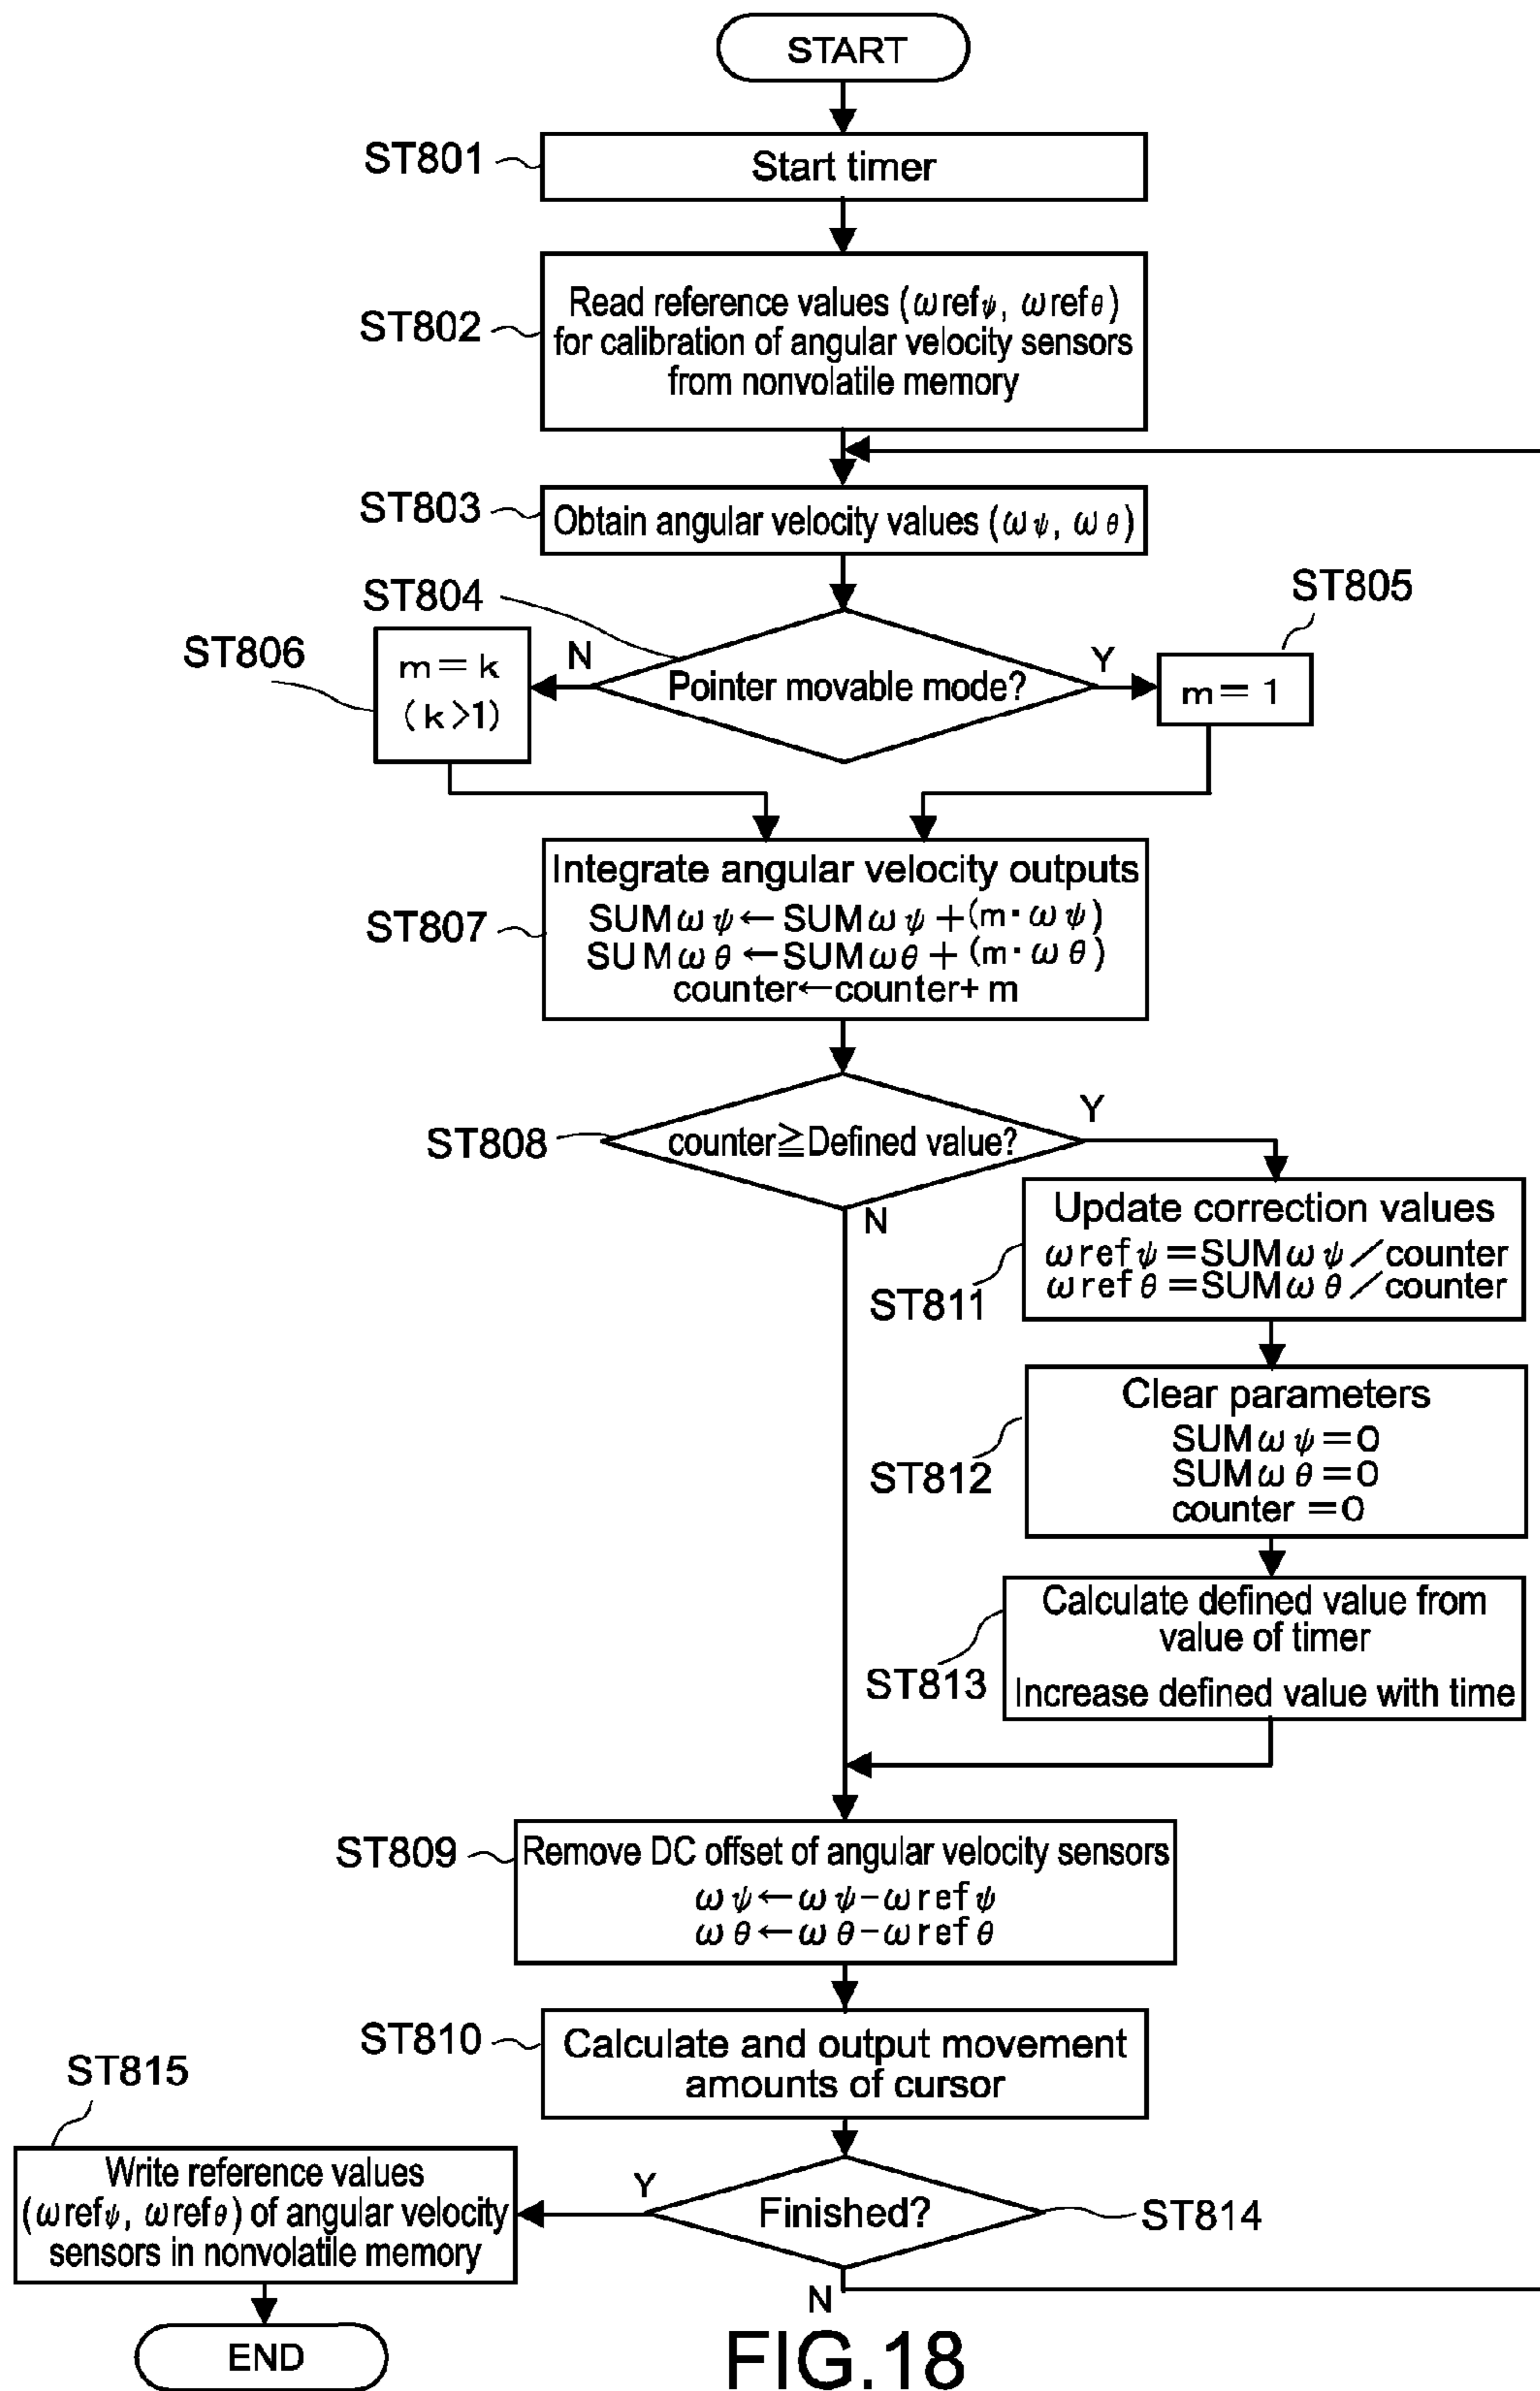 START
ST801
Start timer
ST802
Read reference values (ωrefψ, ωrefθ)
for calibration of angular velocity sensors
from nonvolatile memory
ST803
Obtain angular velocity values (ωψ, ωθ)
ST804
ST805
ST806
m=k
(k>1)
N
Pointer movable mode?
Y
m=1
ST807
Integrate angular velocity outputs
SUMωψ←SUMωψ+(m・ωψ)
SUMωθ←SUMωθ+(m・ωθ)
counter←counter+m
ST808
counter≧Defined value?
Y
N
ST811
Update correction values
ωrefψ=SUMωψ/counter
ωrefθ=SUMωθ/counter
ST812
Clear parameters
SUMωψ=0
SUMωθ=0
counter=0
ST813
Calculate defined value from
value of timer
Increase defined value with time
ST809
Remove DC offset of angular velocity sensors
ωψ←ωψ-ωrefψ
ωθ←ωθ-ωrefθ
ST810
Calculate and output movement
amounts of cursor
ST815
Write reference values
(ωrefψ, ωrefθ) of angular velocity
sensors in nonvolatile memory
Y
Finished?
ST814
N
END
FIG.18